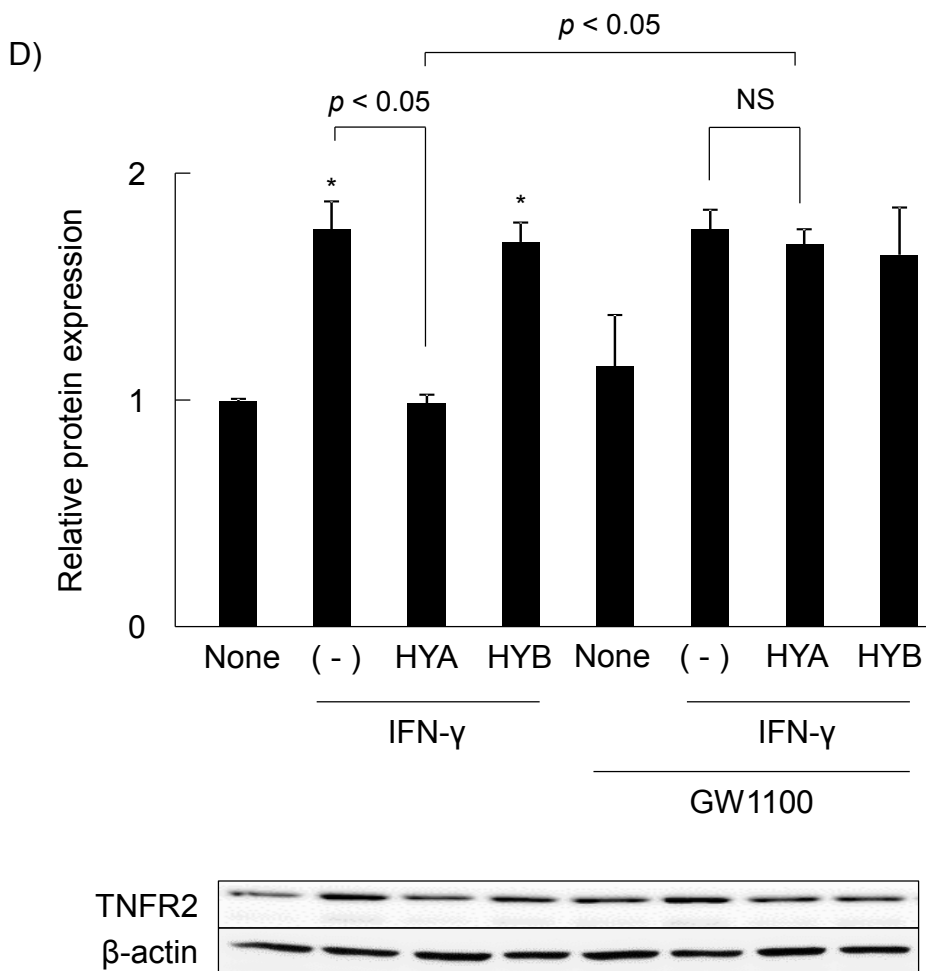 D)
p < 0.05
p < 0.05
NS
Relative protein expression
2
1
0
*
*
None (-) HYA HYB None (-) HYA HYB
IFN-γ IFN-γ
GW1100
TNFR2
β-actin